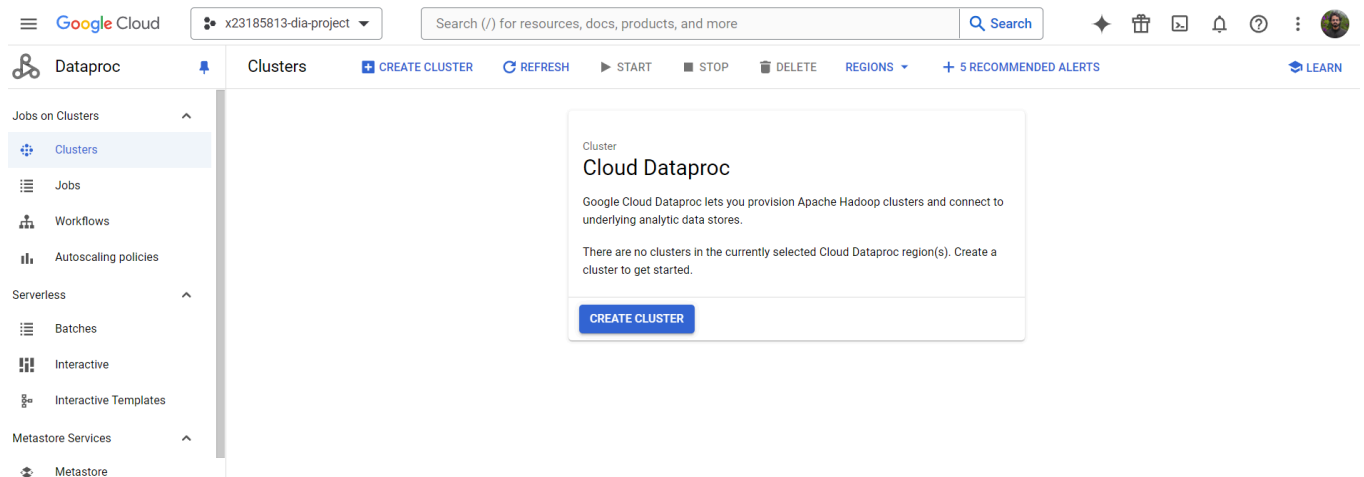 Google Cloud
x23185813-dia-project
Search (/) for resources, docs, products, and more
Search
Dataproc
Clusters
CREATE CLUSTER
REFRESH
START
STOP
DELETE
REGIONS
5 RECOMMENDED ALERTS
LEARN
Jobs on Clusters
Clusters
Jobs
Workflows
Autoscaling policies
Serverless
Batches
Interactive
Interactive Templates
Metastore Services
Metastore
Cluster
Cloud Dataproc
Google Cloud Dataproc lets you provision Apache Hadoop clusters and connect to
underlying analytic data stores.
There are no clusters in the currently selected Cloud Dataproc region(s). Create a
cluster to get started.
CREATE CLUSTER